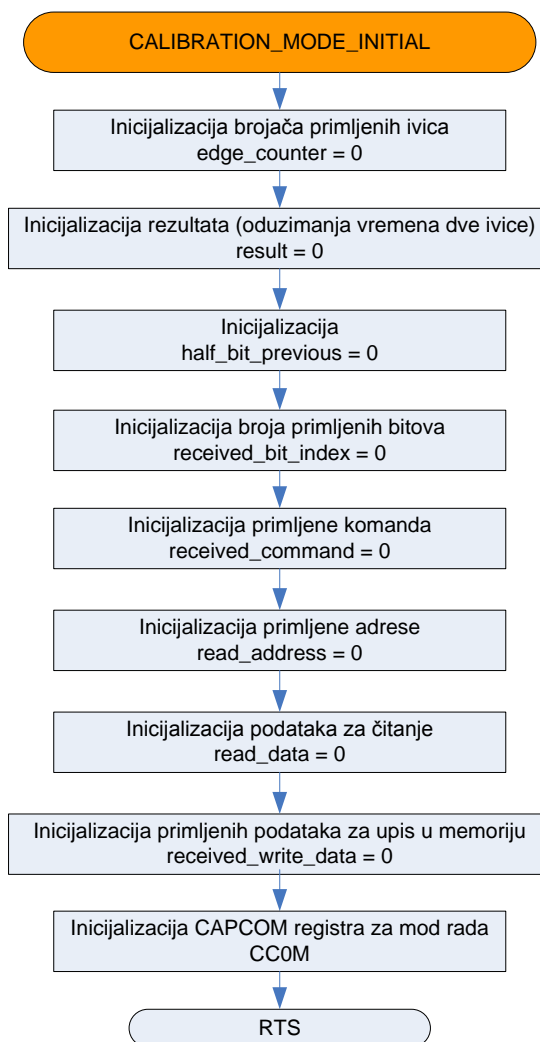 CALIBRATION_MODE_INITIAL
Inicijalizacija brojača primljenih ivica
edge_counter = 0
Inicijalizacija rezultata (oduzimanja vremena dve ivice)
result = 0
Inicijalizacija
half_bit_previous = 0
Inicijalizacija broja primljenih bitova
received_bit_index = 0
Inicijalizacija primljene komanda
received_command = 0
Inicijalizacija primljene adrese
read_address = 0
Inicijalizacija podataka za čitanje
read_data = 0
Inicijalizacija primljenih podataka za upis u memoriju
received_write_data = 0
Inicijalizacija CAPCOM registra za mod rada
CC0M
RTS